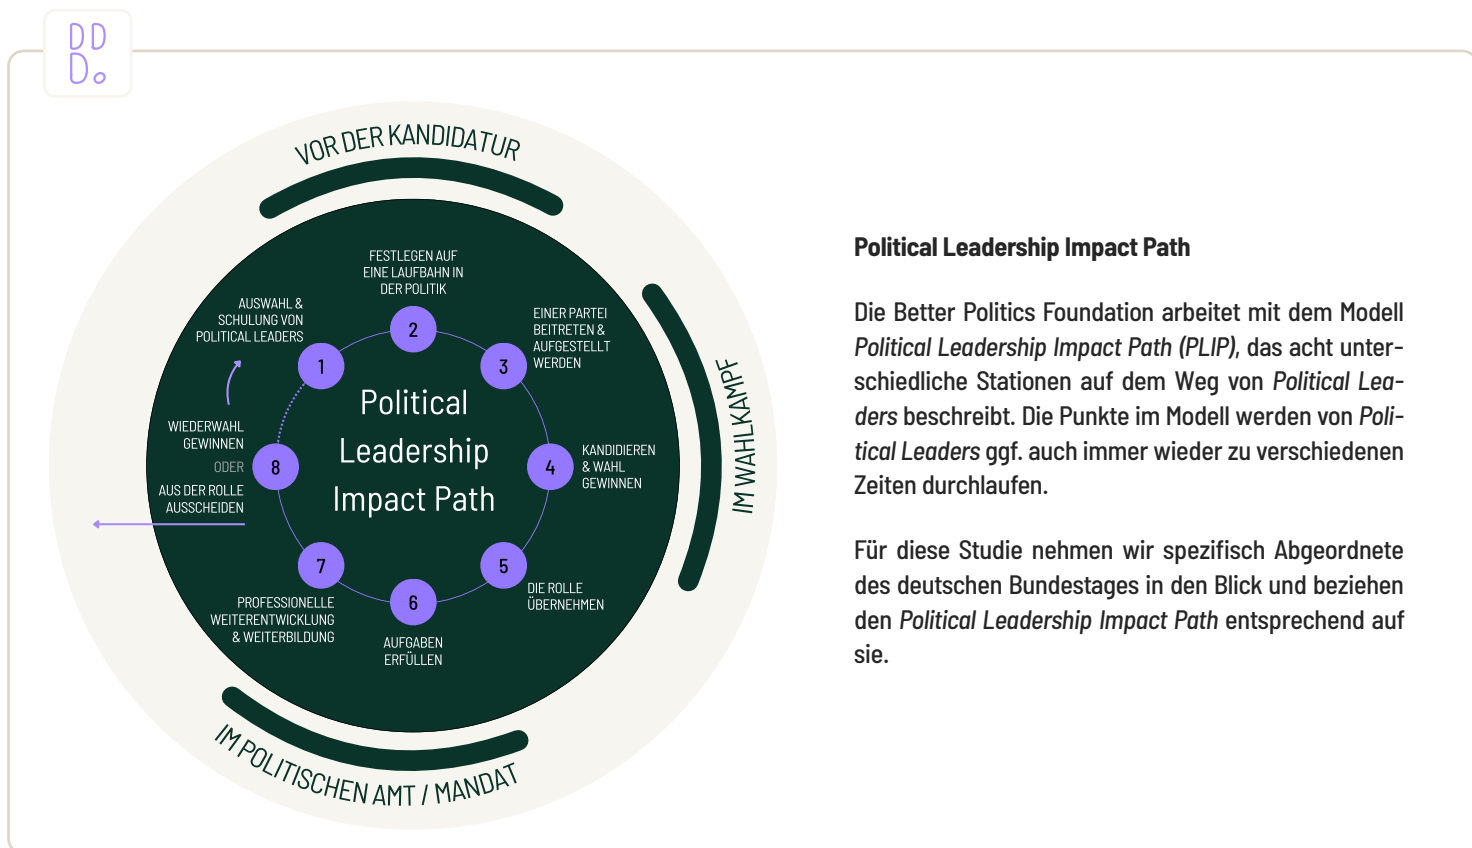 DD
D.
VOR DER KANDIDATUR
IM WAHLKAMPF
IM POLITISCHEN AMT / MANDAT
AUSWAHL &
SCHULUNG VON
POLITICAL LEADERS
1
FESTLEGEN AUF
EINE LAUFBAHN IN
DER POLITIK
2
EINER PARTEI
BEITRETEN &
AUFGESTELLT
WERDEN
3
KANDIDIEREN
& WAHL
GEWINNEN
4
DIE ROLLE
ÜBERNEHMEN
5
AUFGABEN
ERFÜLLEN
6
PROFESSIONELLE
WEITERENTWICKLUNG
& WEITERBILDUNG
7
WIEDERWAHL
GEWINNEN
ODER
AUS DER ROLLE
AUSSCHEIDEN
8
Political
Leadership
Impact Path
Political Leadership Impact Path
Die Better Politics Foundation arbeitet mit dem Modell
Political Leadership Impact Path (PLIP), das acht unter-
schiedliche Stationen auf dem Weg von Political Lea-
ders beschreibt. Die Punkte im Modell werden von Poli-
tical Leaders ggf. auch immer wieder zu verschiedenen
Zeiten durchlaufen.
Für diese Studie nehmen wir spezifisch Abgeordnete
des deutschen Bundestages in den Blick und beziehen
den Political Leadership Impact Path entsprechend auf
sie.